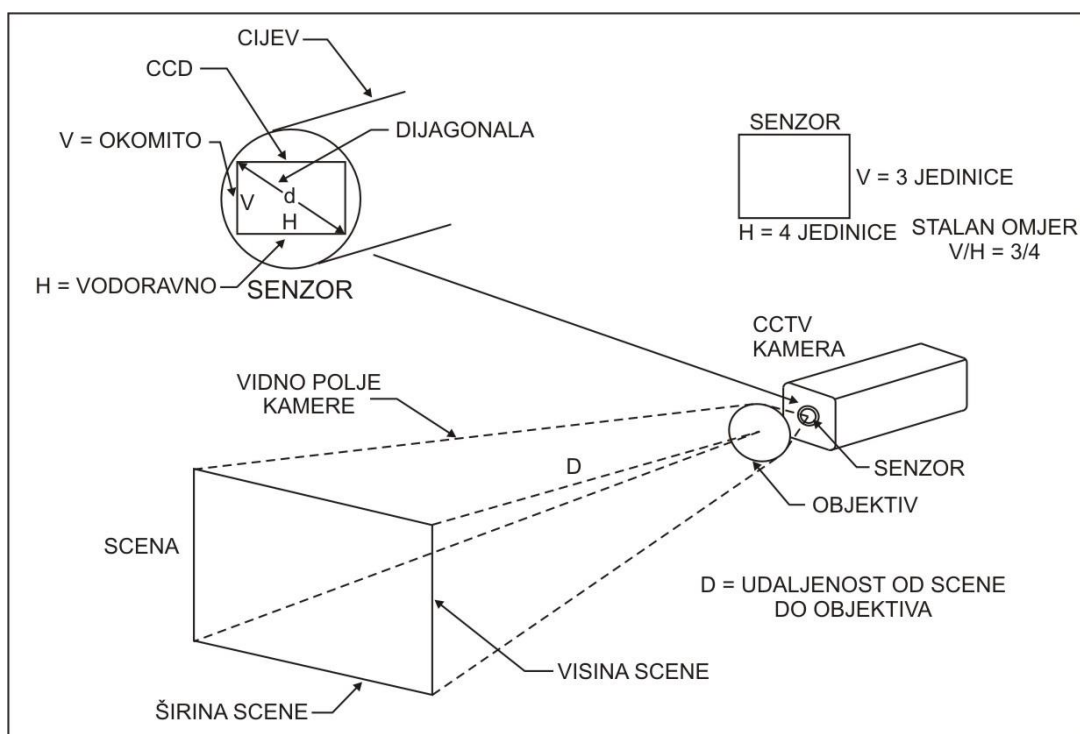 CIJEV
CCD
V = OKOMITO
DIJAGONALA
V
d
H
H = VODORAVNO
SENZOR
SENZOR
V = 3 JEDINICE
H = 4 JEDINICE
STALAN OMJER
V/H = 3/4
CCTV
KAMERA
VIDNO POLJE
KAMERE
D
SENZOR
OBJEKTIV
SCENA
D = UDALJENOST OD SCENE
DO OBJEKTIVA
VISINA SCENE
ŠIRINA SCENE